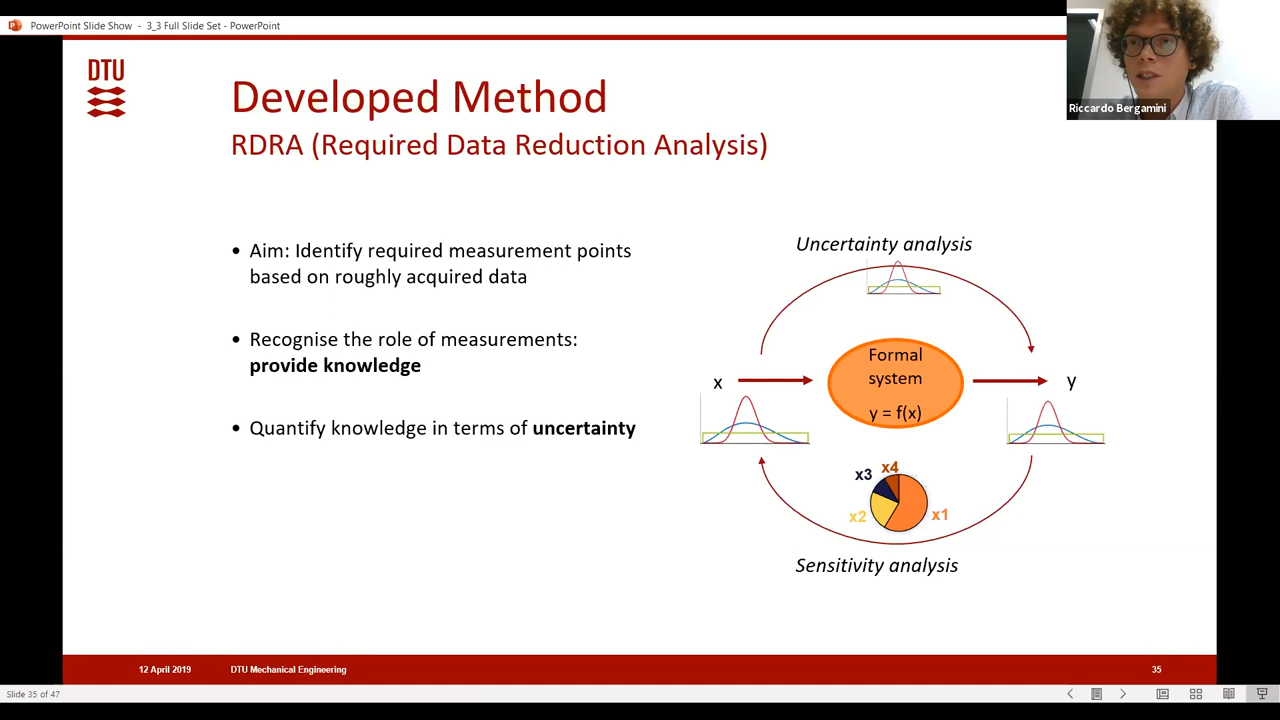 PowerPoint Slide Show - 3_3 Full Slide Set - PowerPoint
Riccardo Bergamini
DTU
Developed Method
RDRA (Required Data Reduction Analysis)
• Aim: Identify required measurement points
based on roughly acquired data
• Recognise the role of measurements:
provide knowledge
• Quantify knowledge in terms of uncertainty
Uncertainty analysis
x
Formal
system
y = f(x)
y
x3
x4
x2
x1
Sensitivity analysis
12 April 2019
DTU Mechanical Engineering
35
Slide 35 of 47